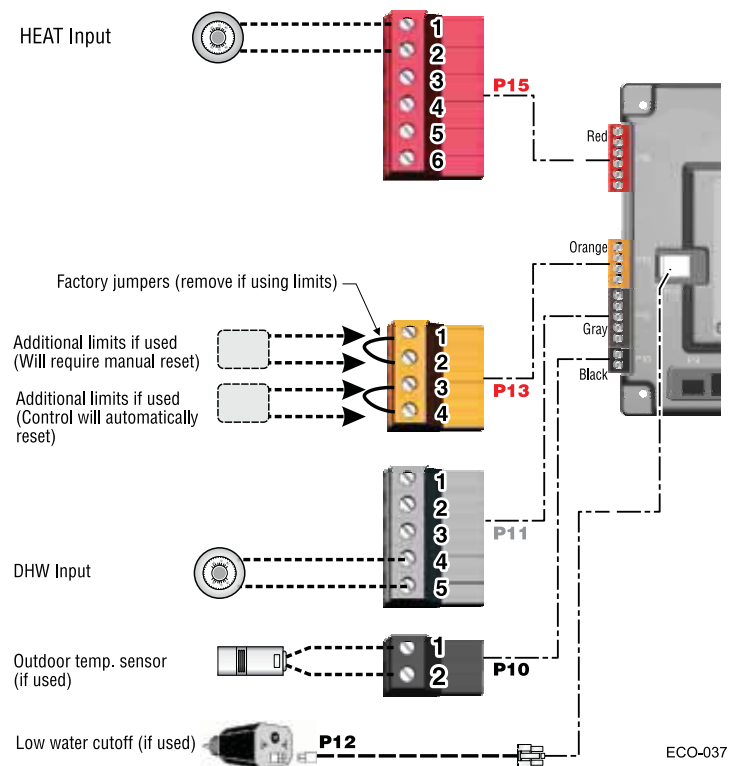 HEAT Input
1
2
3
4
5
6
P15
Red
Orange
Gray
Black
Factory jumpers (remove if using limits)
Additional limits if used
(Will require manual reset)
Additional limits if used
(Control will automatically
reset)
1
2
3
4
P13
1
2
3
4
5
P11
DHW Input
Outdoor temp. sensor
(if used)
1
2
P10
Low water cutoff (if used)
P12
ECO-037